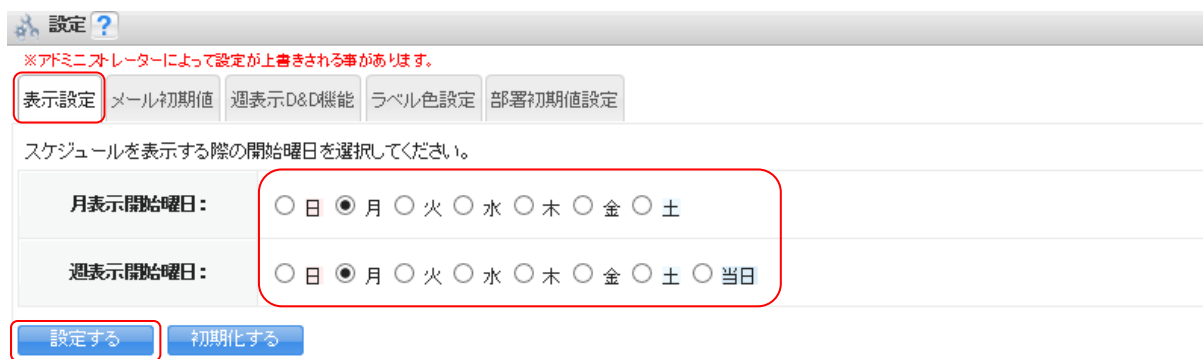 設定 ?
※アドミニストレーターによって設定が上書きされる事があります。
表示設定 メール初期値 週表示D&D機能 ラベル色設定 部署初期値設定
スケジュールを表示する際の開始曜日を選択してください。
月表示開始曜日： 日 月 火 水 木 金 土
週表示開始曜日： 日 月 火 水 木 金 土 当日
設定する 初期化する